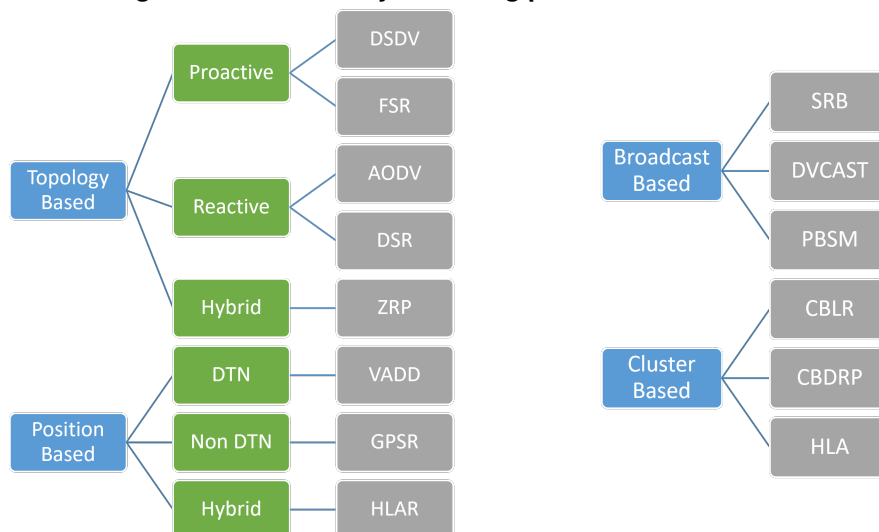 Topology
Based
Proactive
DSDV
FSR
Reactive
AODV
DSR
Hybrid
ZRP
Position
Based
DTN
VADD
Non DTN
GPSR
Hybrid
HLAR
Broadcast
Based
SRB
DVCAST
PBSM
Cluster
Based
CBLR
CBDRP
HLA